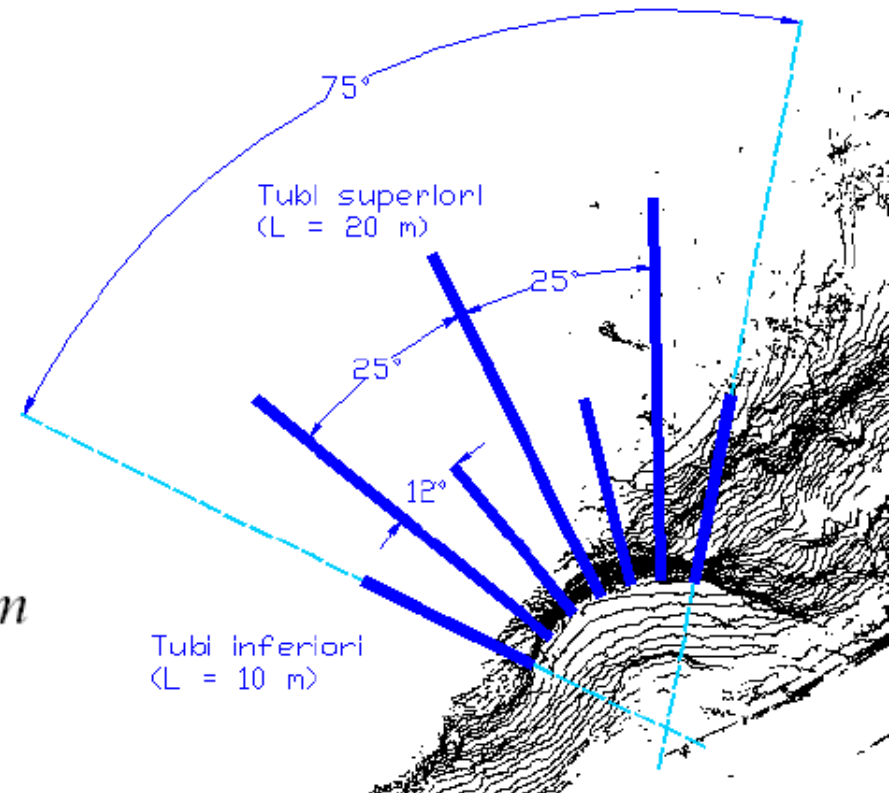 75°
Tubi superiori
(L = 20 m)
25°
25°
12°
m
Tubi inferiori
(L = 10 m)